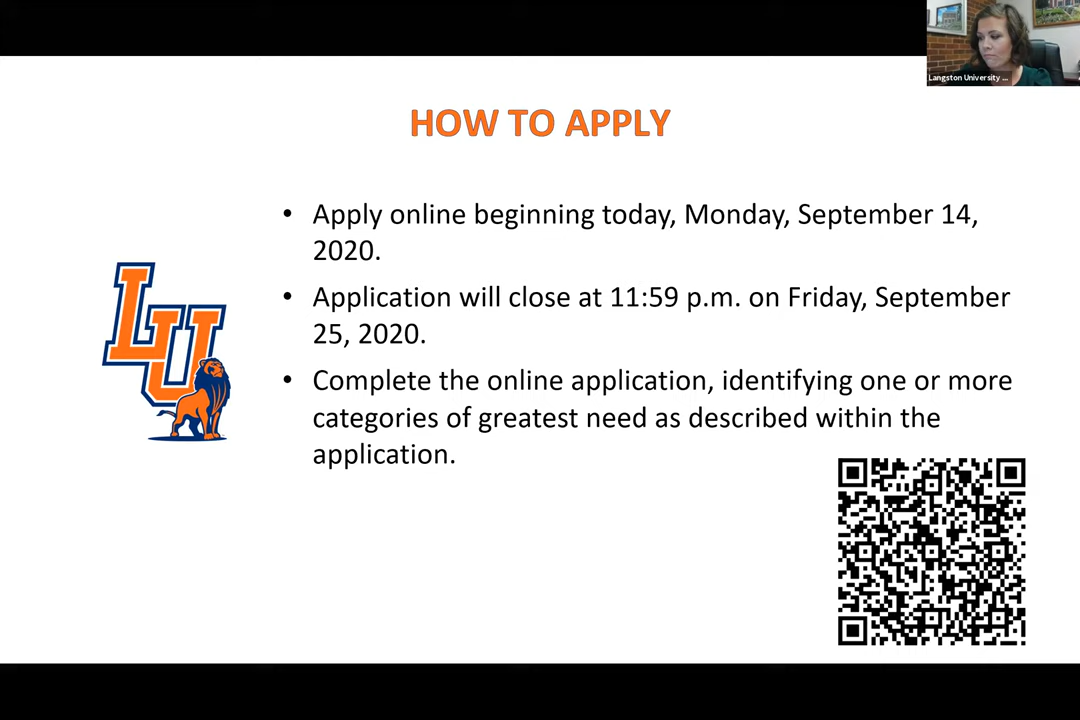 Langston University ...
HOW TO APPLY
• Apply online beginning today, Monday, September 14,
2020.
• Application will close at 11:59 p.m. on Friday, September
25, 2020.
• Complete the online application, identifying one or more
categories of greatest need as described within the
application.
LU